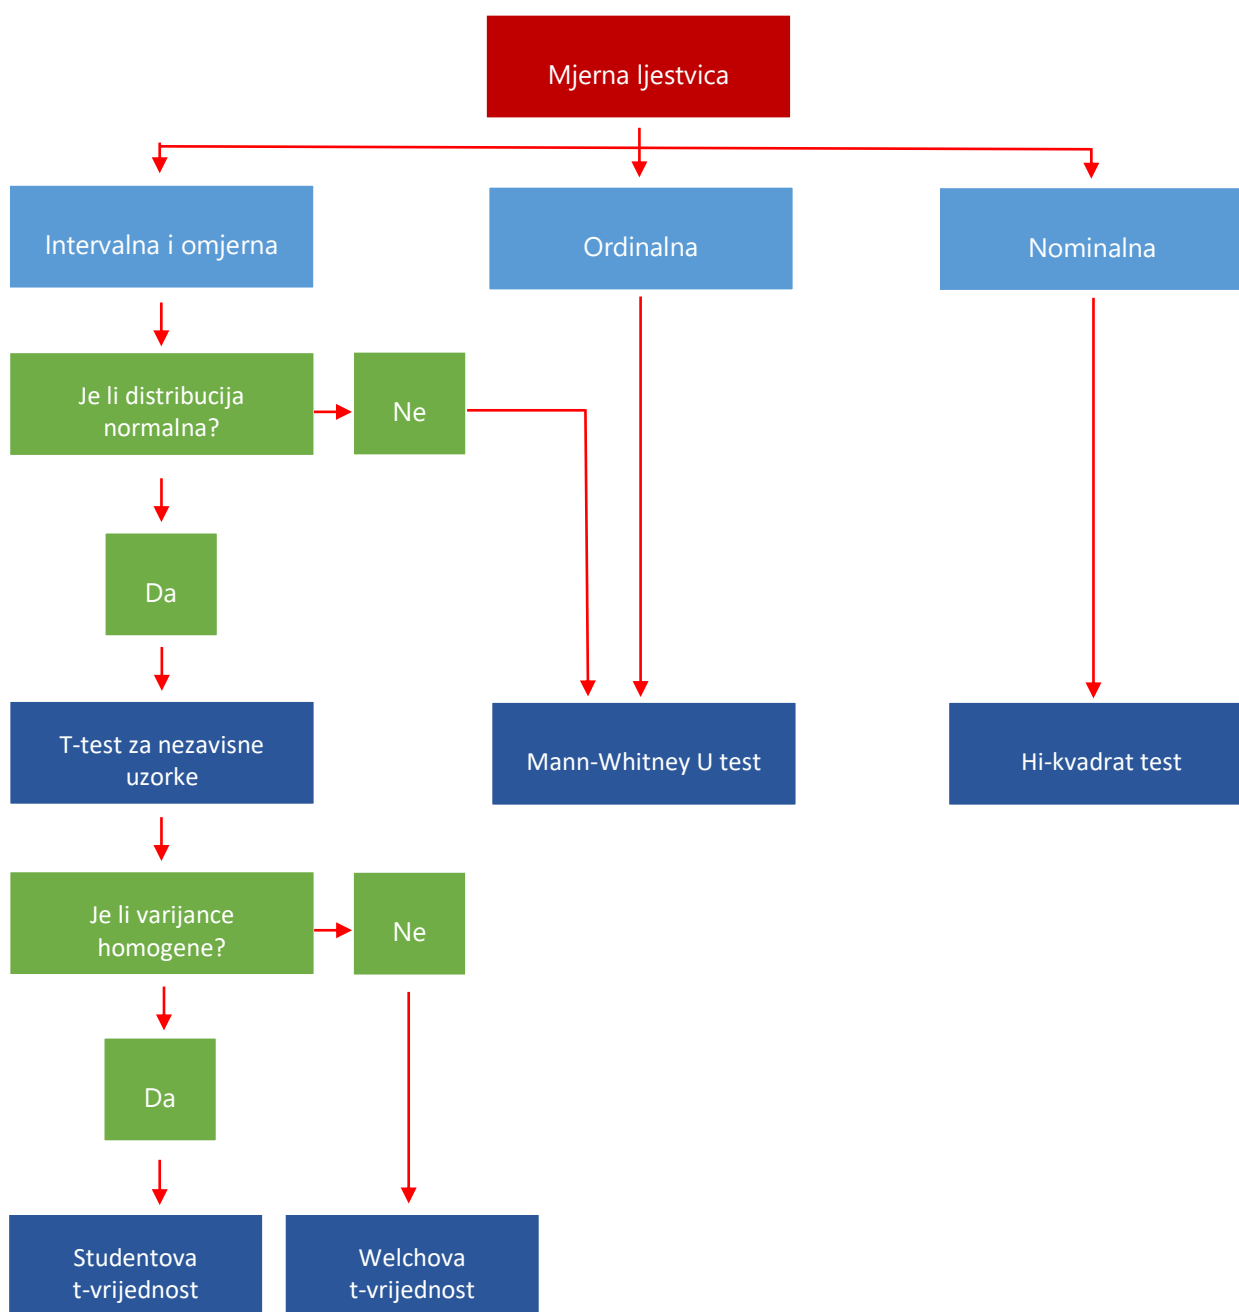 Mjerna ljestvica
Intervalna i omjerna
Ordinalna
Nominalna
Je li distribucija
normalna?
Ne
Da
T-test za nezavisne
uzorke
Mann-Whitney U test
Hi-kvadrat test
Je li varijance
homogene?
Ne
Da
Studentova
t-vrijednost
Welchova
t-vrijednost